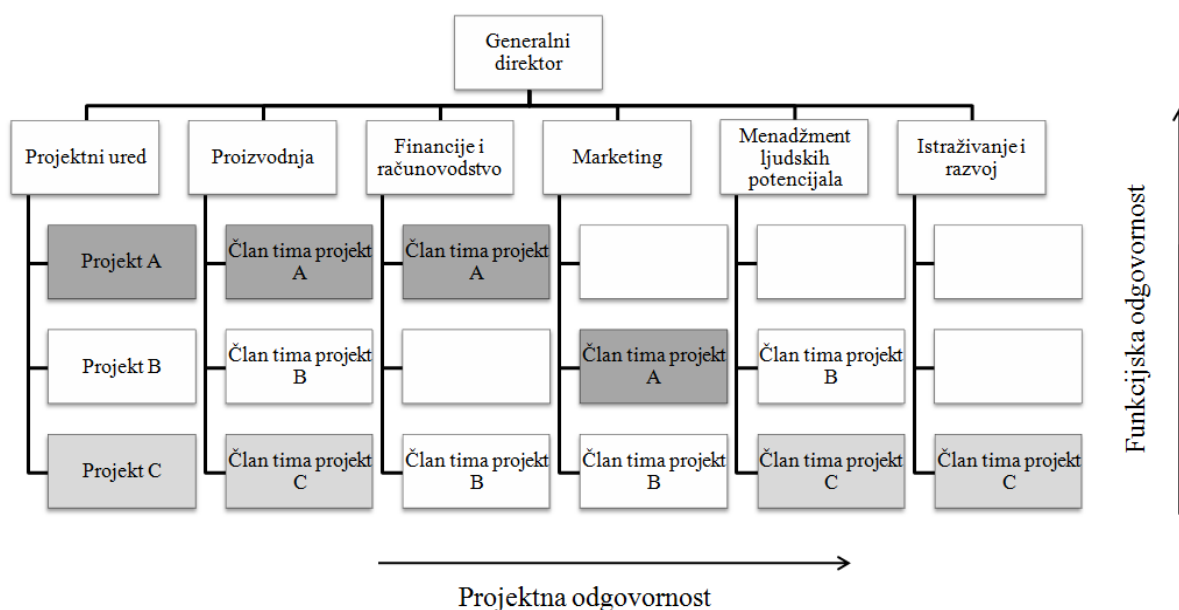 Generalni
direktor
Projektni ured
Proizvodnja
Financije i
računovodstvo
Marketing
Menadžment
ljudskih
potencijala
Istraživanje i
razvoj
Projekt A
Član tima projekt
A
Član tima projekt
A
Projekt B
Član tima projekt
B
Član tima projekt
A
Član tima projekt
B
Projekt C
Član tima projekt
C
Član tima projekt
B
Član tima projekt
B
Član tima projekt
C
Član tima projekt
C
Funkcijska odgovornost
Projektna odgovornost